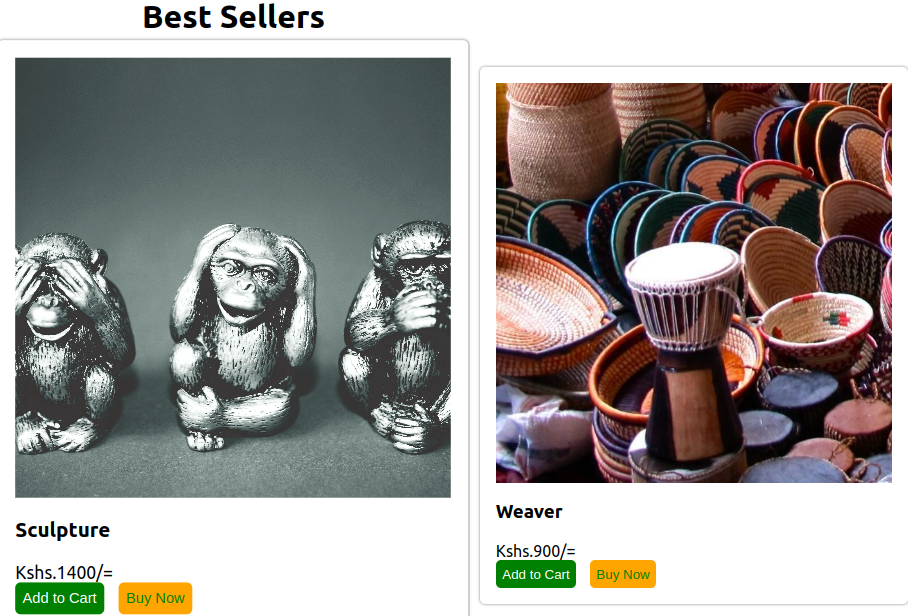 Best Sellers
Sculpture
Kshs.1400/=
Add to Cart Buy Now
Weaver
Kshs.900/=
Add to Cart Buy Now